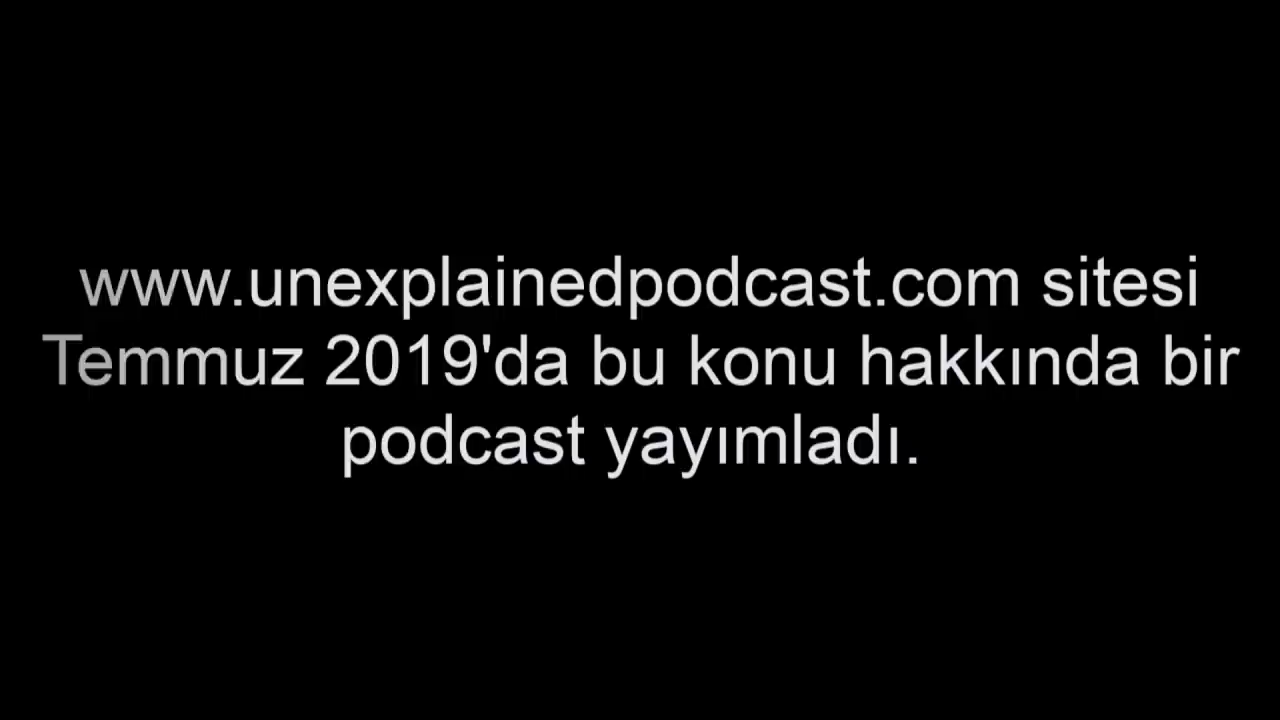 www.unexplainedpodcast.com sitesi
Temmuz 2019'da bu konu hakkında bir
podcast yayımladı.